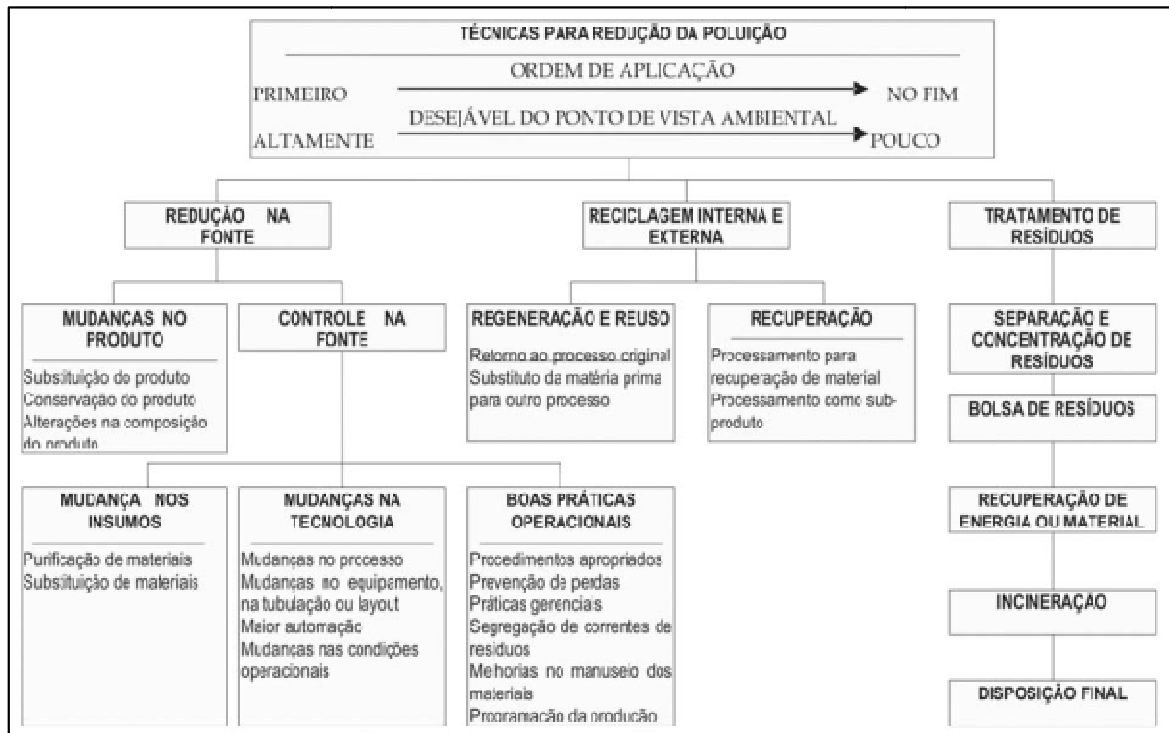 TÉCNICAS PARA REDUÇÃO DA POLUIÇÃO
ORDEM DE APLICAÇÃO
PRIMEIRO
NO FIM
DESEJÁVEL DO PONTO DE VISTA AMBIENTAL
ALTAMENTE
POUCO
REDUÇÃO NA
FONTE
RECICLAGEM INTERNA E
EXTERNA
TRATAMENTO DE
RESÍDUOS
MUDANÇAS NO
PRODUTO
Substituição do produto
Conservação do produto
Alterações na composição
do produto
CONTROLE NA
FONTE
REGENERAÇÃO E REUSO
Retorno ao processo original
Substituto da matéria prima
para outro processo
RECUPERAÇÃO
Processamento para
recuperação de material
Processamento como sub-
produto
SEPARAÇÃO E
CONCENTRAÇÃO DE
RESÍDUOS
BOLSA DE RESÍDUOS
MUDANÇA NOS
INSUMOS
Purificação de materiais
Substituição de materiais
MUDANÇAS NA
TECNOLOGIA
Mudanças no processo
Mudanças no equipamento,
na tubulação ou layout
Maior automação
Mudanças nas condições
operacionais
BOAS PRÁTICAS
OPERACIONAIS
Procedimentos apropriados
Prevenção de perdas
Práticas gerenciais
Segregação de correntes de
resíduos
Melhorias no manuseio dos
materiais
Programação da produção
RECUPERAÇÃO DE
ENERGIA OU MATERIAL
INCINERAÇÃO
DISPOSIÇÃO FINAL